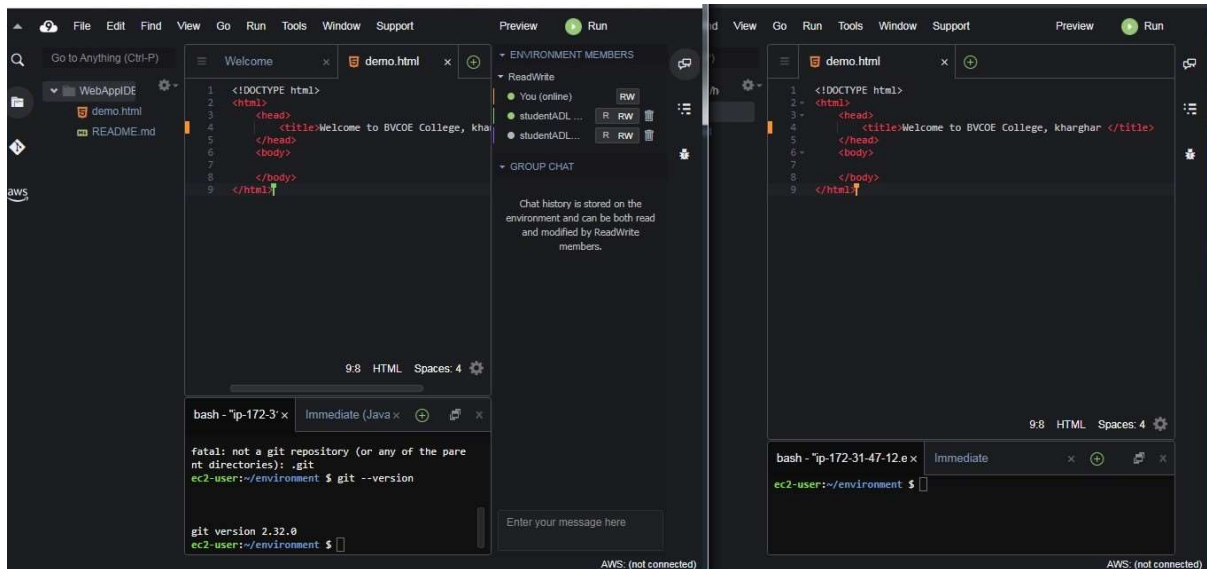 File Edit Find View Go Run Tools Window Support Preview Run
Go to Anything (Ctrl-P)
WebAppIDE
demo.html
README.md
aws
Welcome × demo.html ×
1 <!DOCTYPE html>
2 <html>
3 <head>
4 <title>Welcome to BVCOE College, khar
5 </head>
6 <body>
7
8 </body>
9 </html>
9:8 HTML Spaces: 4
bash - "ip-172-3 × Immediate (Java ×
fatal: not a git repository (or any of the pare
nt directories): .git
ec2-user:~/environment $ git --version
git version 2.32.0
ec2-user:~/environment $
ENVIRONMENT MEMBERS
ReadWrite
You (online) RW
studentADL ... R RW
studentADL... R RW
GROUP CHAT
Chat history is stored on the
environment and can be both read
and modified by ReadWrite
members.
Enter your message here
AWS: (not connected)
View Go Run Tools Window Support Preview Run
demo.html ×
1 <!DOCTYPE html>
2 <html>
3 <head>
4 <title>Welcome to BVCOE College, kharghar </title>
5 </head>
6 <body>
7
8 </body>
9 </html>
9:8 HTML Spaces: 4
bash - "ip-172-31-47-12.e × Immediate ×
ec2-user:~/environment $
AWS: (not connected)